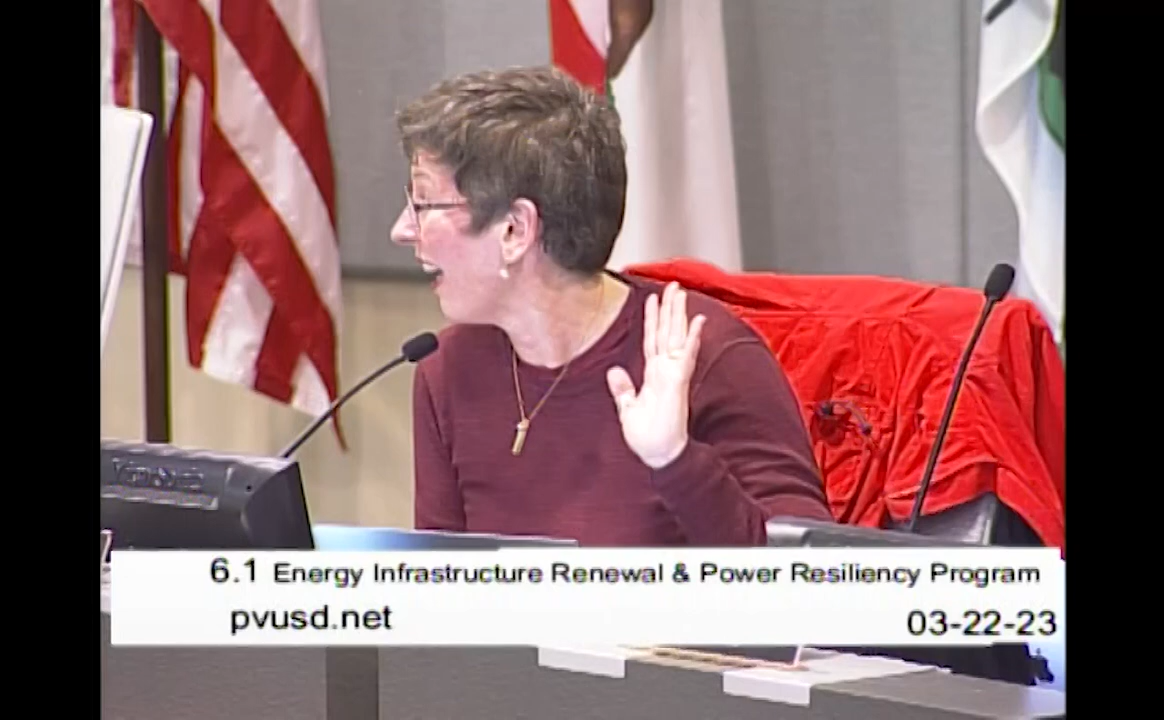 6.1 Energy Infrastructure Renewal & Power Resiliency Program
pvusd.net
03-22-23